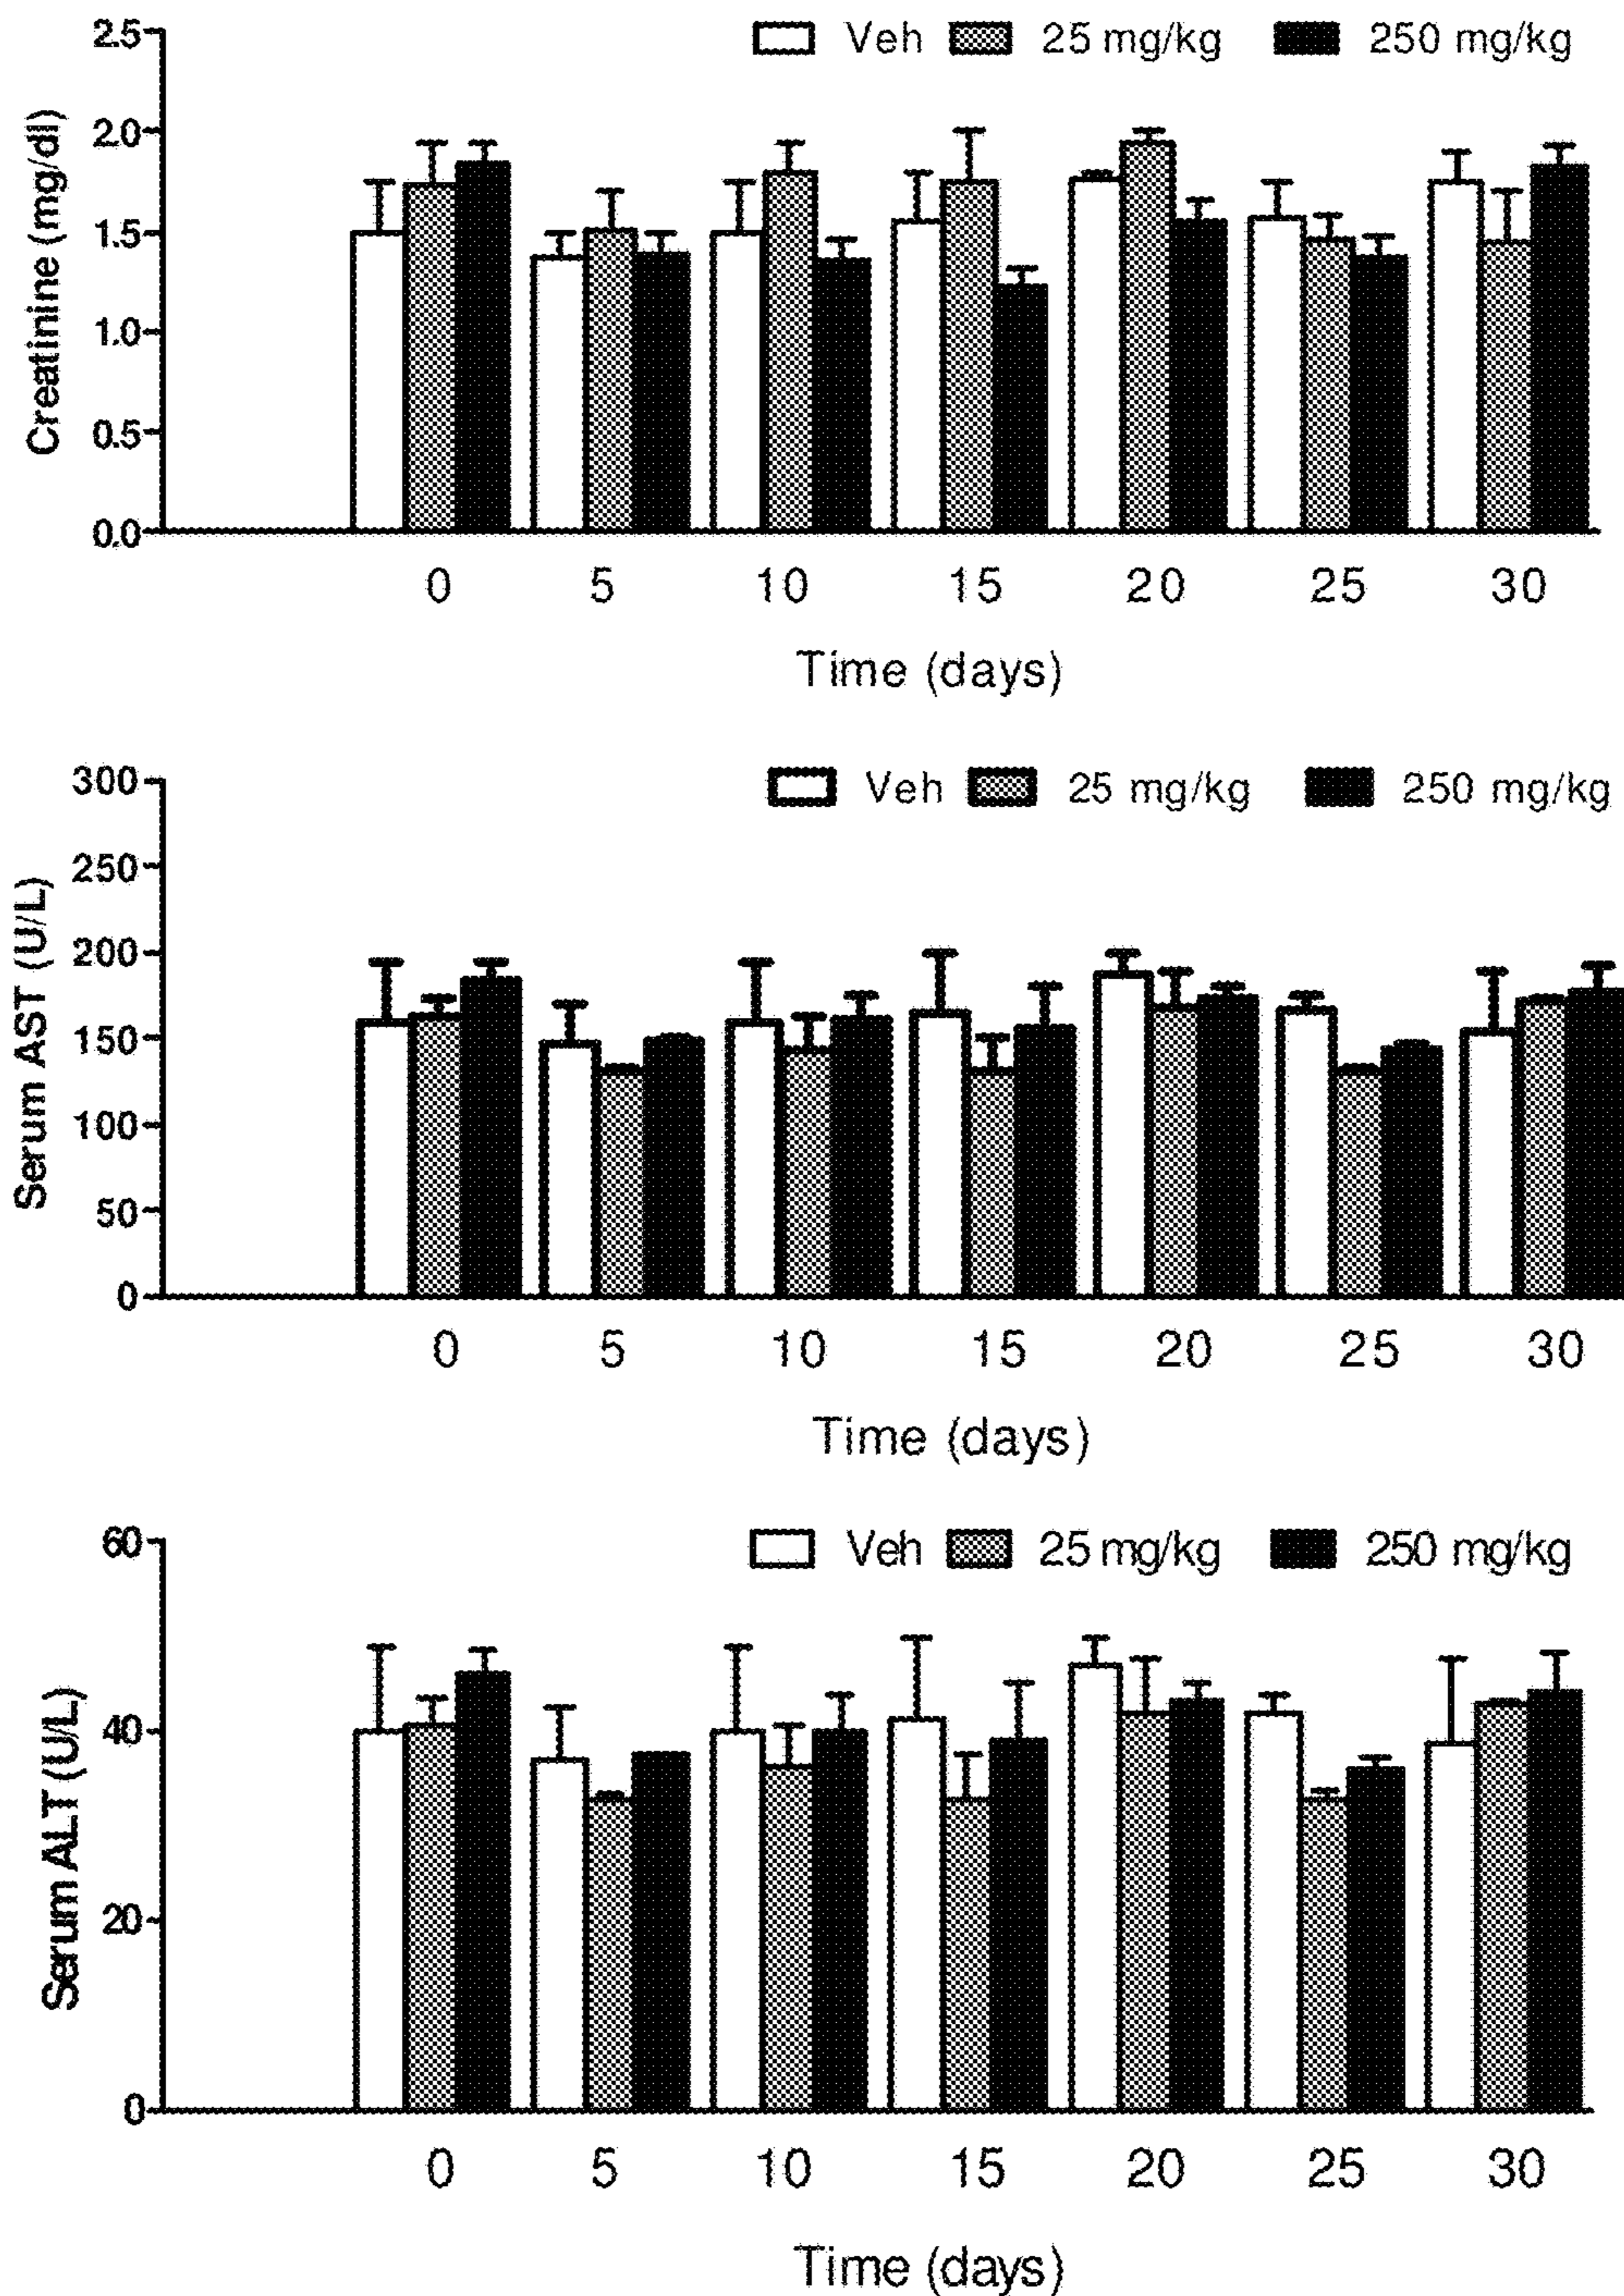 Veh 25 mg/kg 250 mg/kg
Creatinine (mg/dl)
2.5
2.0
1.5
1.0
0.5
0.0
0 5 10 15 20 25 30
Time (days)
Veh 25 mg/kg 250 mg/kg
Serum AST (U/L)
300
250
200
150
100
50
0
0 5 10 15 20 25 30
Time (days)
Veh 25 mg/kg 250 mg/kg
Serum ALT (U/L)
60
40
20
0
0 5 10 15 20 25 30
Time (days)